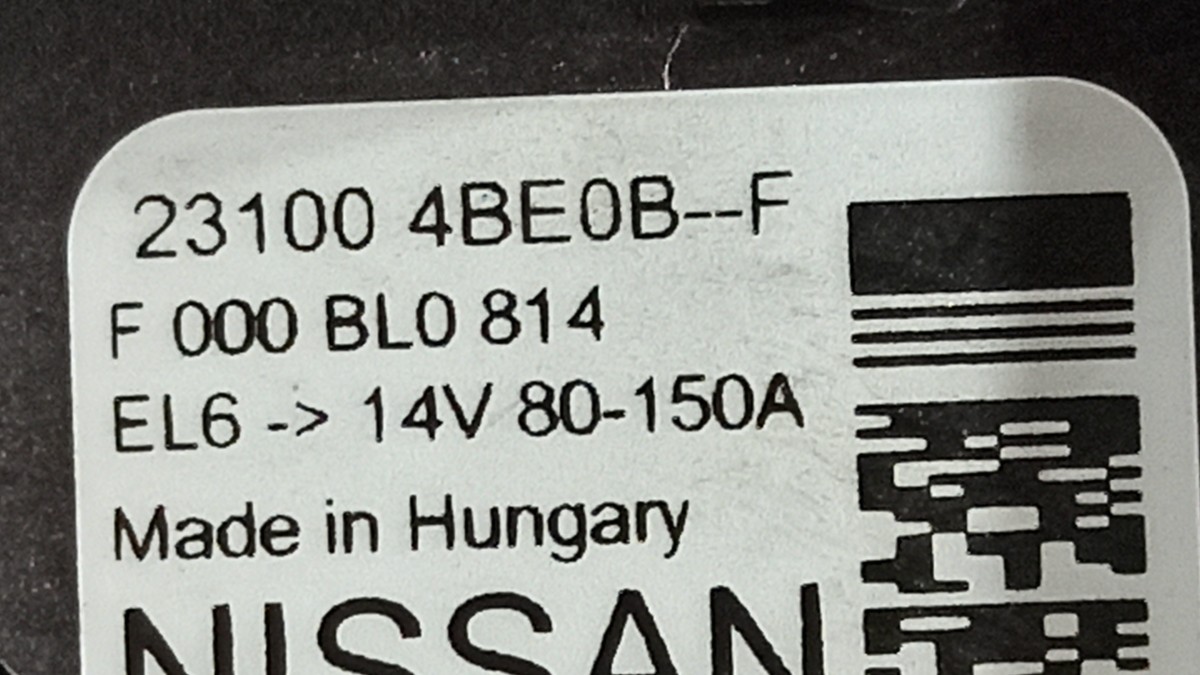 23100 4BE0B--F
F 000 BL0 814
EL6 -> 14V 80-150A
Made in Hungary
NISSAN